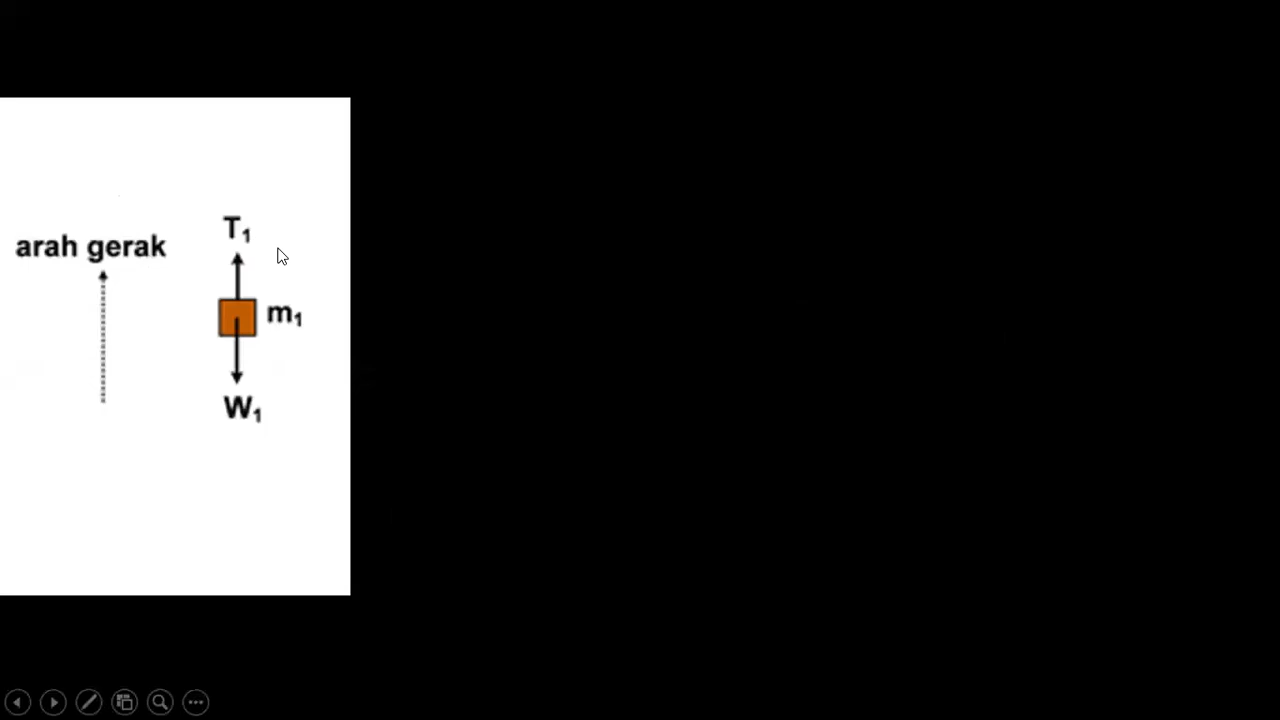 T₁
arah gerak
m₁
W₁